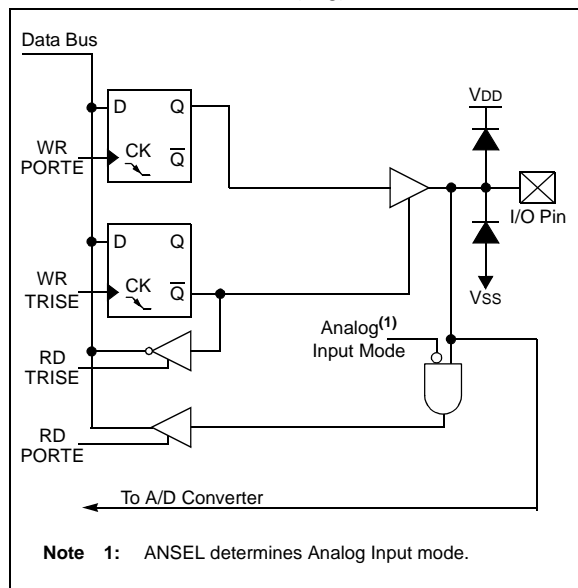 Data Bus
D Q
VDD
WR
PORTE
CK Q
I/O Pin
D Q
VSS
WR
TRISE
CK Q
Analog(1)
Input Mode
RD
TRISE
RD
PORTE
To A/D Converter
Note 1: ANSEL determines Analog Input mode.